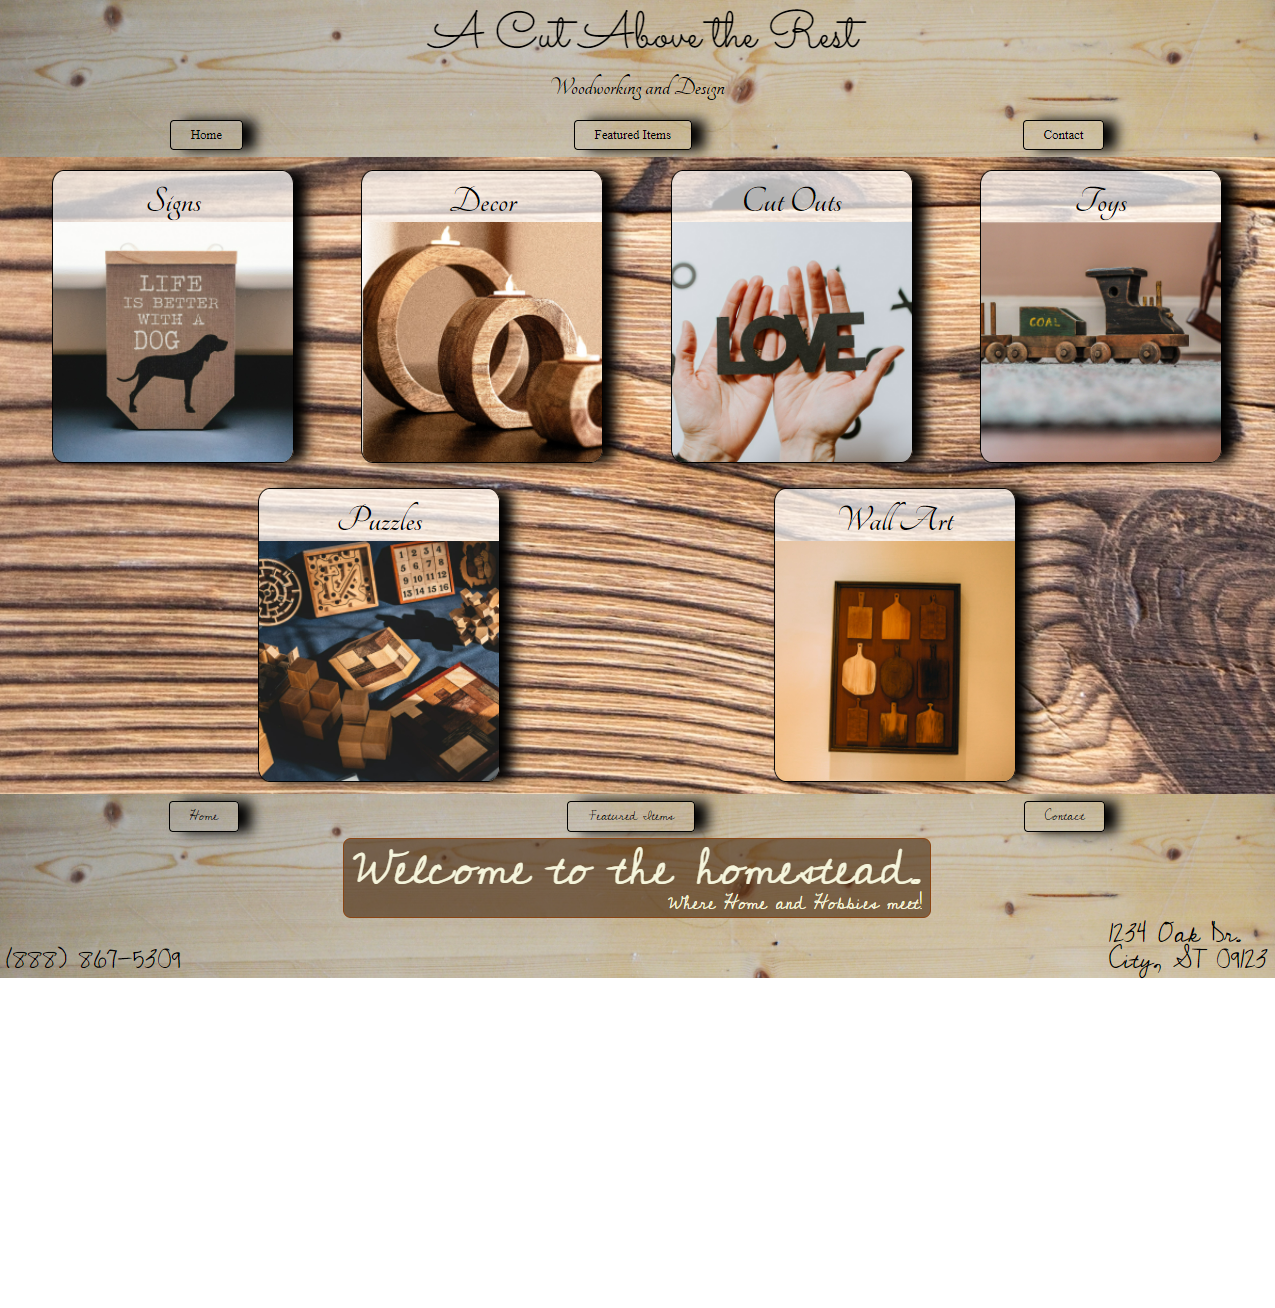 A Cut Above the Rest
Woodworking and Design
Home
Featured Items
Contact
Signs
Decor
Cut Outs
Toys
LIFE
IS BETTER
WITH A
DOG
LOVE
COAL
Puzzles
Wall Art
1 2 3 4
5 6 7 8
9 10 11 12
13 14 15 16
Home
Featured Items
Contact
Welcome to the homestead.
Where Home and Hobbies meet!
(888) 867-5309
1234 Oak Dr.
City, ST 09123